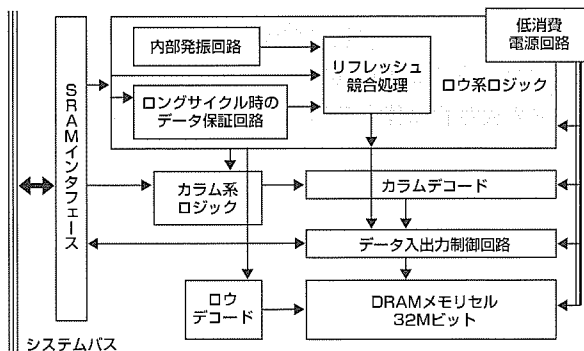 低消費
電源回路
内部発振回路
リフレッシュ
競合処理
ロウ系ロジック
ロングサイクル時の
データ保証回路
SRAMインタフェース
カラム系
ロジック
カラムデコード
データ入出力制御回路
ロウ
デコード
DRAMメモリセル
32Mビット
システムバス